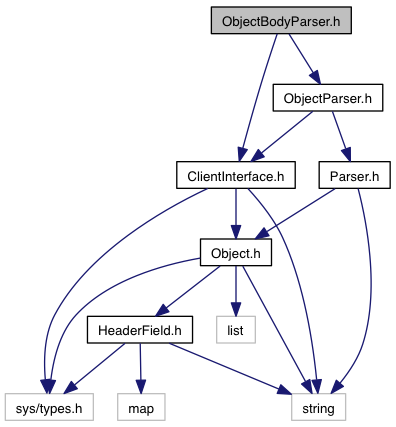 ObjectBodyParser.h
ObjectParser.h
ClientInterface.h
Parser.h
Object.h
HeaderField.h
list
sys/types.h
map
string